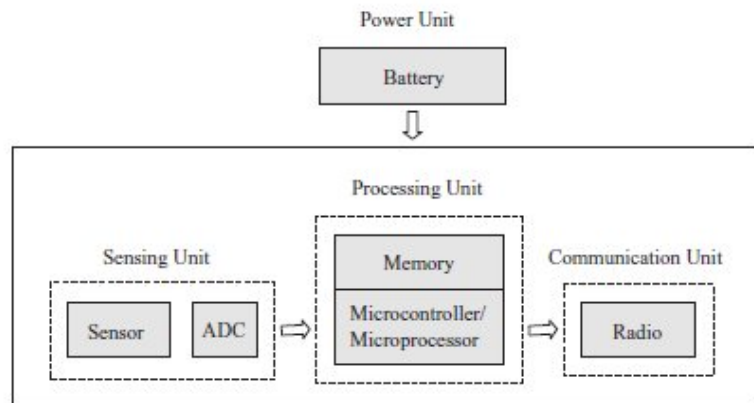 Power Unit
Battery
Processing Unit
Sensing Unit
Memory
Communication Unit
Sensor
ADC
Microcontroller/
Microprocessor
Radio